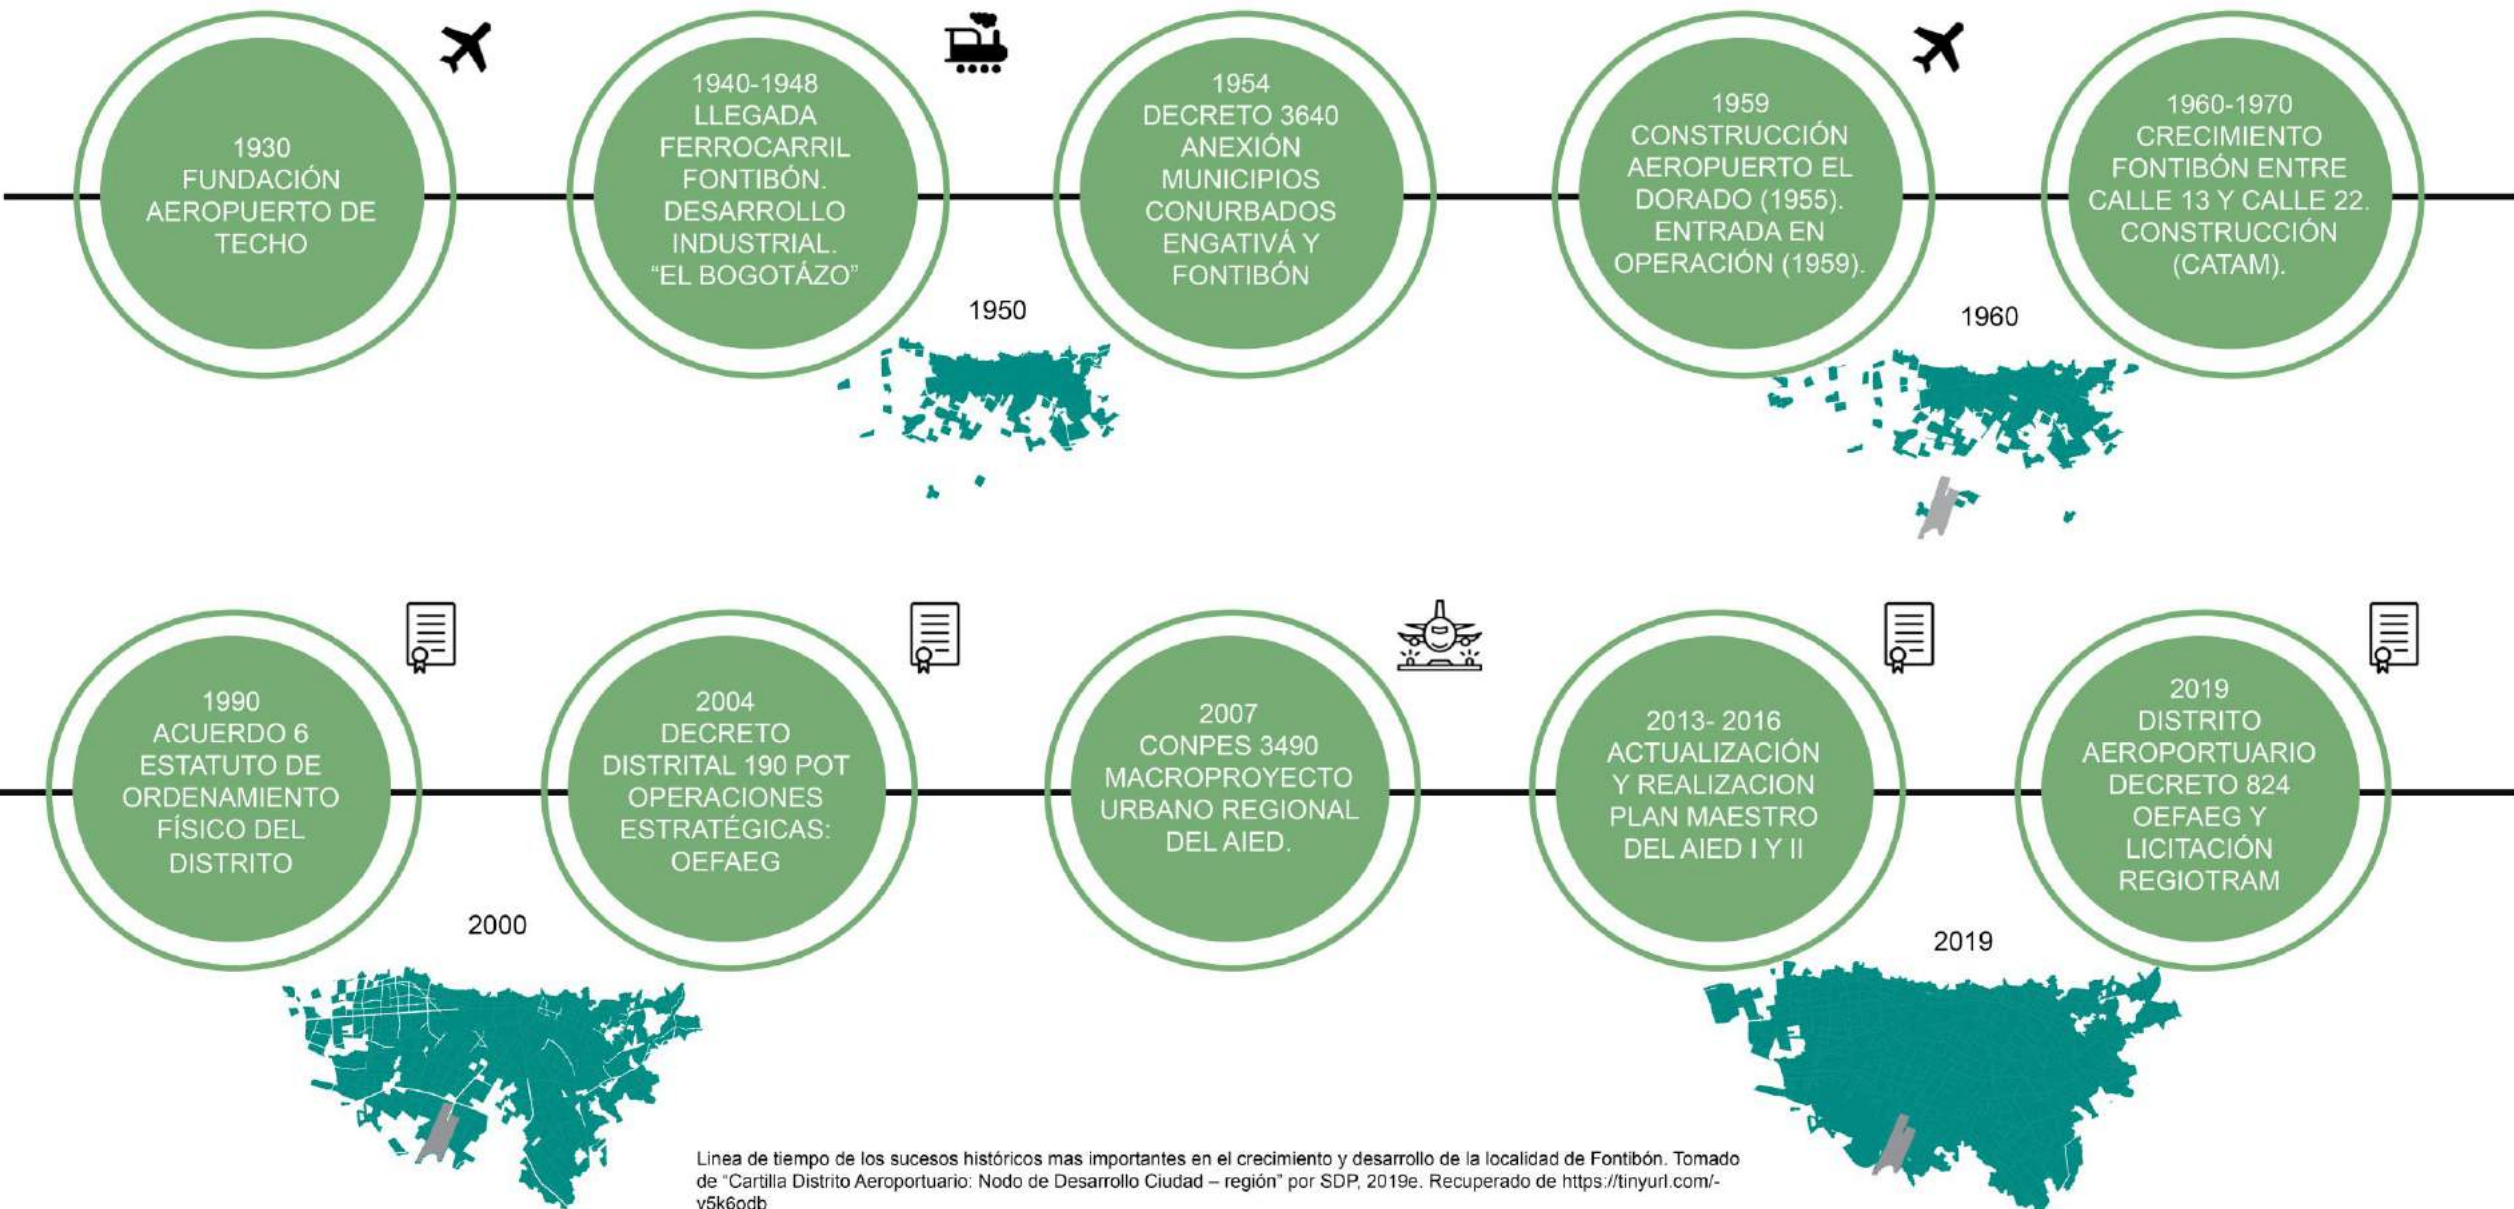 1930
FUNDACIÓN
AEROPUERTO DE
TECHO
1940-1948
LLEGADA
FERROCARRIL
FONTIBÓN.
DESARROLLO
INDUSTRIAL.
“EL BOGOTÁZO”
1950
1954
DECRETO 3640
ANEXIÓN
MUNICIPIOS
CONURBADOS
ENGATIVÁ Y
FONTIBÓN
1959
CONSTRUCCIÓN
AEROPUERTO EL
DORADO (1955).
ENTRADA EN
OPERACIÓN (1959).
1960
1960-1970
CRECIMIENTO
FONTIBÓN ENTRE
CALLE 13 Y CALLE 22.
CONSTRUCCIÓN
(CATAM).
1990
ACUERDO 6
ESTATUTO DE
ORDENAMIENTO
FÍSICO DEL
DISTRITO
2000
2004
DECRETO
DISTRITAL 190 POT
OPERACIONES
ESTRATÉGICAS:
OEFAEG
2007
CONPES 3490
MACROPROYECTO
URBANO REGIONAL
DEL AIED.
2013- 2016
ACTUALIZACIÓN
Y REALIZACION
PLAN MAESTRO
DEL AIED I Y II
2019
2019
DISTRITO
AEROPORTUARIO
DECRETO 824
OEFAEG Y
LICITACIÓN
REGIOTRAM
Linea de tiempo de los sucesos históricos mas importantes en el crecimiento y desarrollo de la localidad de Fontibón. Tomado
de “Cartilla Distrito Aeroportuario: Nodo de Desarrollo Ciudad – región” por SDP, 2019e. Recuperado de https://tinyurl.com/-
y5k6odb